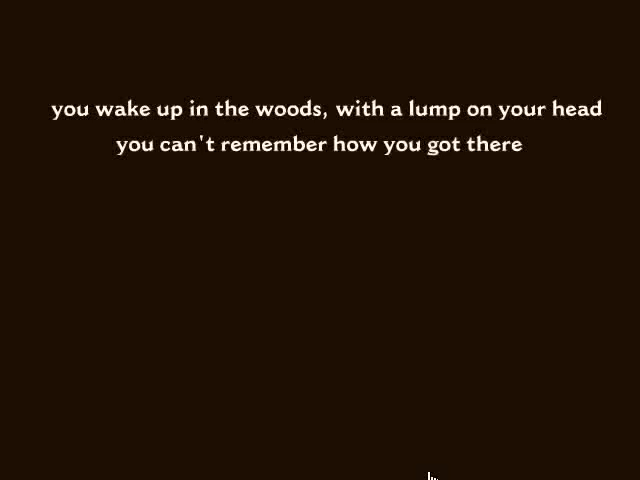 you wake up in the woods, with a lump on your head
you can't remember how you got there